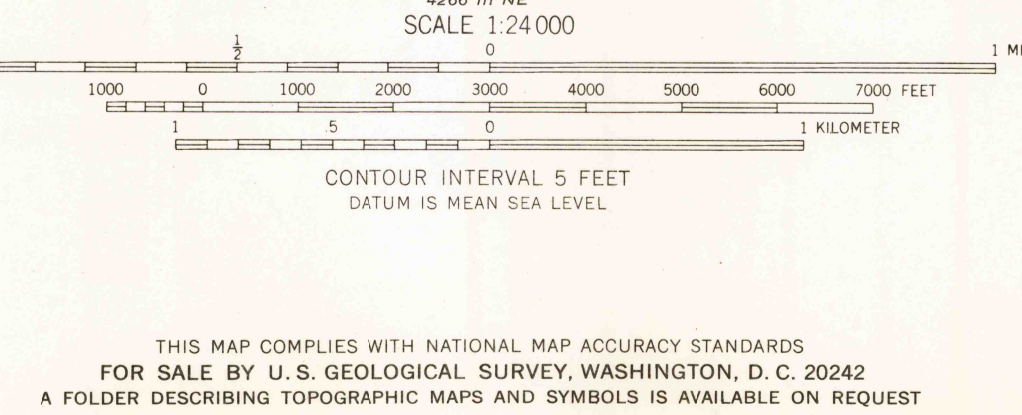 SCALE 1:24 000
½ 0 1
1000 0 1000 2000 3000 4000 5000 6000 7000 FEET
1 .5 0 1 KILOMETER
CONTOUR INTERVAL 5 FEET
DATUM IS MEAN SEA LEVEL
THIS MAP COMPLIES WITH NATIONAL MAP ACCURACY STANDARDS
FOR SALE BY U. S. GEOLOGICAL SURVEY, WASHINGTON, D. C. 20242
A FOLDER DESCRIBING TOPOGRAPHIC MAPS AND SYMBOLS IS AVAILABLE ON REQUEST